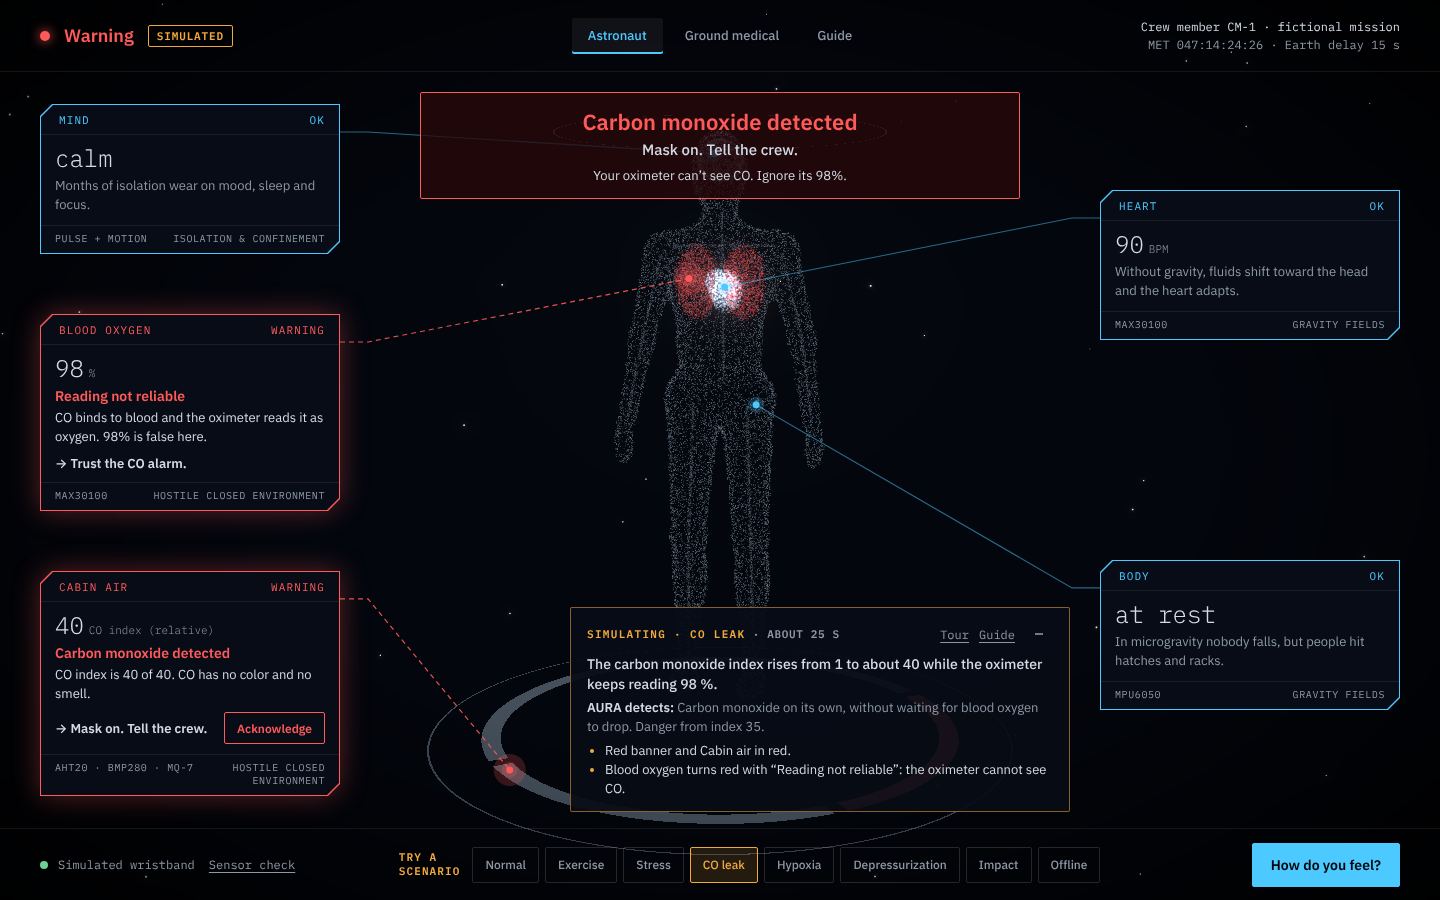 Warning
SIMULATED
Astronaut
Ground medical
Guide
Crew member CM-1 · fictional mission
MET 047:14:24:26 · Earth delay 15 s
Carbon monoxide detected
Mask on. Tell the crew.
Your oximeter can't see CO. Ignore its 98%.
MIND OK
calm
Months of isolation wear on mood, sleep and
focus.
PULSE + MOTION ISOLATION & CONFINEMENT
BLOOD OXYGEN WARNING
98 %
Reading not reliable
CO binds to blood and the oximeter reads it as
oxygen. 98% is false here.
→ Trust the CO alarm.
MAX30100 HOSTILE CLOSED ENVIRONMENT
CABIN AIR WARNING
40 CO index (relative)
Carbon monoxide detected
CO index is 40 of 40. CO has no color and no
smell.
→ Mask on. Tell the crew. Acknowledge
AHT20 · BMP280 · MQ-7 HOSTILE CLOSED
ENVIRONMENT
HEART OK
90 BPM
Without gravity, fluids shift toward the head
and the heart adapts.
MAX30100 GRAVITY FIELDS
BODY OK
at rest
In microgravity nobody falls, but people hit
hatches and racks.
MPU6050 GRAVITY FIELDS
SIMULATING · CO LEAK · ABOUT 25 S Tour Guide −
The carbon monoxide index rises from 1 to about 40 while the oximeter
keeps reading 98 %.
AURA detects: Carbon monoxide on its own, without waiting for blood oxygen
to drop. Danger from index 35.
• Red banner and Cabin air in red.
• Blood oxygen turns red with “Reading not reliable”: the oximeter cannot see
CO.
Simulated wristband Sensor check
TRY A
SCENARIO
Normal
Exercise
Stress
CO leak
Hypoxia
Depressurization
Impact
Offline
How do you feel?